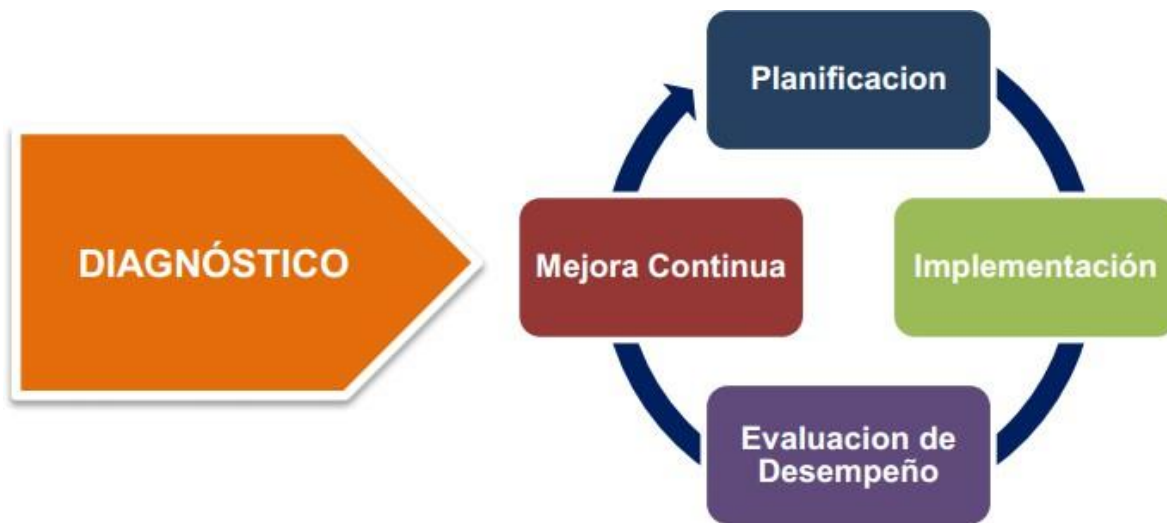 DIAGNÓSTICO
Planificacion
Implementación
Evaluacion de
Desempeño
Mejora Continua